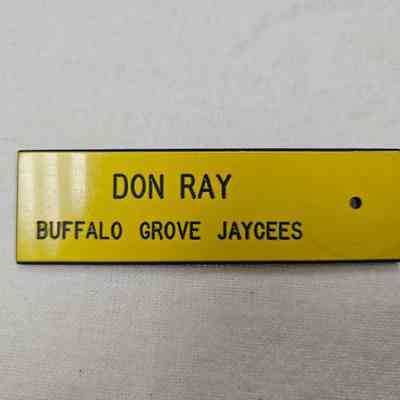 DON RAY
BUFFALO GROVE JAYCEES